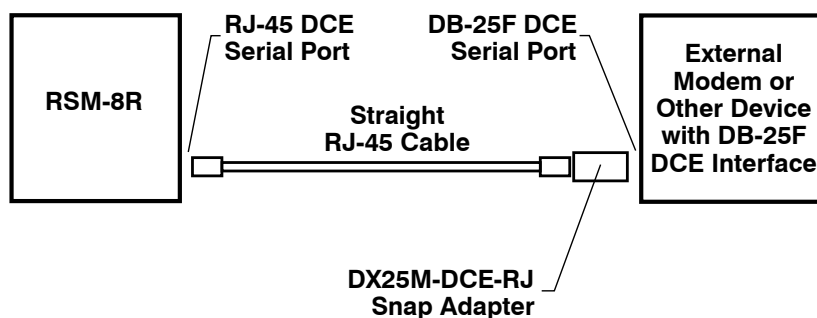 RJ-45 DCE
Serial Port
DB-25F DCE
Serial Port
RSM-8R
External
Modem or
Other Device
with DB-25F
DCE Interface
Straight
RJ-45 Cable
DX25M-DCE-RJ
Snap Adapter